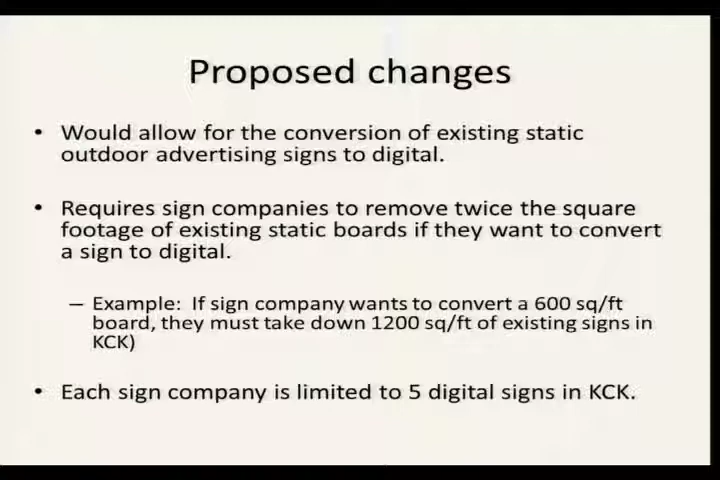 Proposed changes
• Would allow for the conversion of existing static
outdoor advertising signs to digital.
• Requires sign companies to remove twice the square
footage of existing static boards if they want to convert
a sign to digital.
– Example:  If sign company wants to convert a 600 sq/ft
board, they must take down 1200 sq/ft of existing signs in
KCK)
• Each sign company is limited to 5 digital signs in KCK.